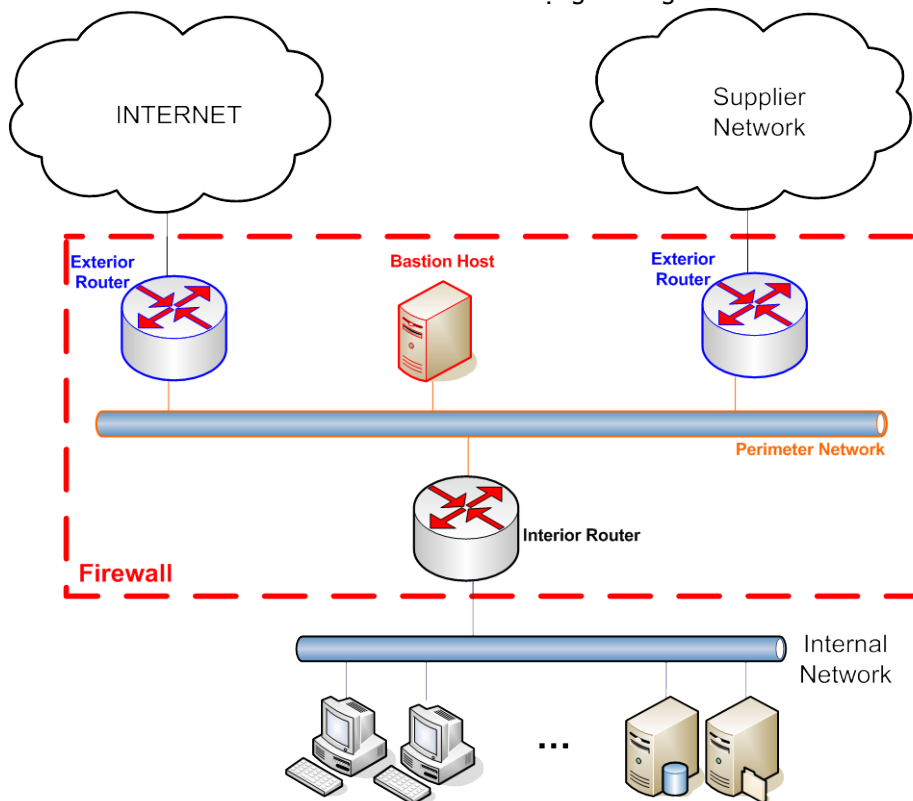 INTERNET
Supplier
Network
Exterior
Router
Bastion Host
Exterior
Router
Perimeter Network
Interior Router
Firewall
Internal
Network
...